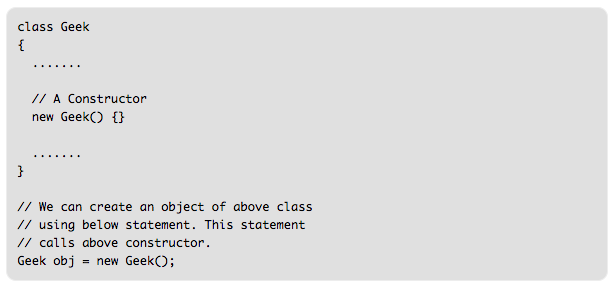 class Geek
{
  .......

  // A Constructor
  new Geek() {}

  .......
}

// We can create an object of above class
// using below statement. This statement
// calls above constructor.
Geek obj = new Geek();